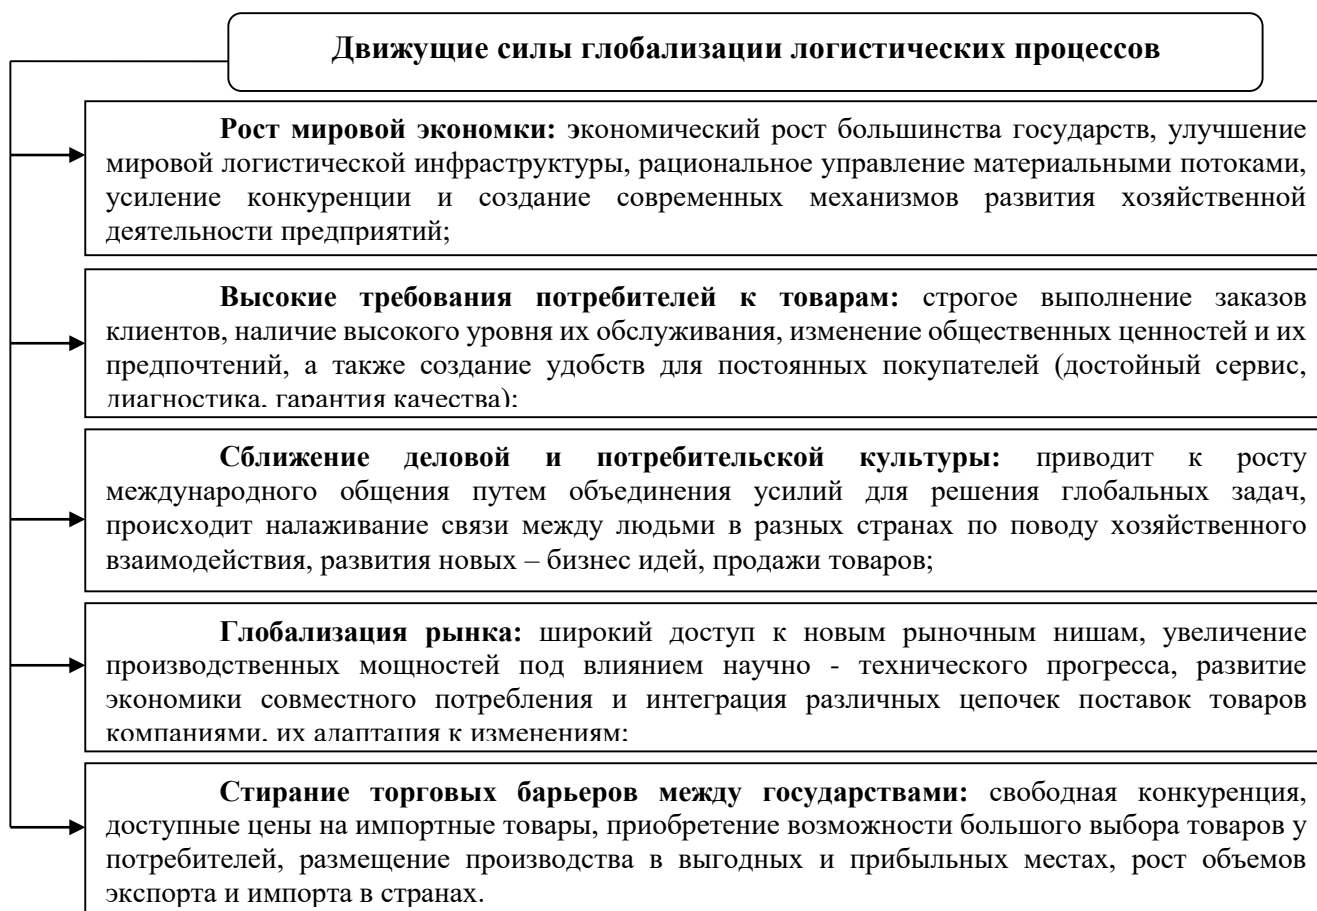 Движущие силы глобализации логистических процессов
Рост мировой экономки: экономический рост большинства государств, улучшение
мировой логистической инфраструктуры, рациональное управление материальными потоками,
усиление конкуренции и создание современных механизмов развития хозяйственной
деятельности предприятий;
Высокие требования потребителей к товарам: строгое выполнение заказов
клиентов, наличие высокого уровня их обслуживания, изменение общественных ценностей и их
предпочтений, а также создание удобств для постоянных покупателей (достойный сервис,
диагностика, гарантия качества);
Сближение деловой и потребительской культуры: приводит к росту
международного общения путем объединения усилий для решения глобальных задач,
происходит налаживание связи между людьми в разных странах по поводу хозяйственного
взаимодействия, развития новых – бизнес идей, продажи товаров;
Глобализация рынка: широкий доступ к новым рыночным нишам, увеличение
производственных мощностей под влиянием научно - технического прогресса, развитие
экономики совместного потребления и интеграция различных цепочек поставок товаров
компаниями, их адаптация к изменениям;
Стирание торговых барьеров между государствами: свободная конкуренция,
доступные цены на импортные товары, приобретение возможности большого выбора товаров у
потребителей, размещение производства в выгодных и прибыльных местах, рост объемов
экспорта и импорта в странах.